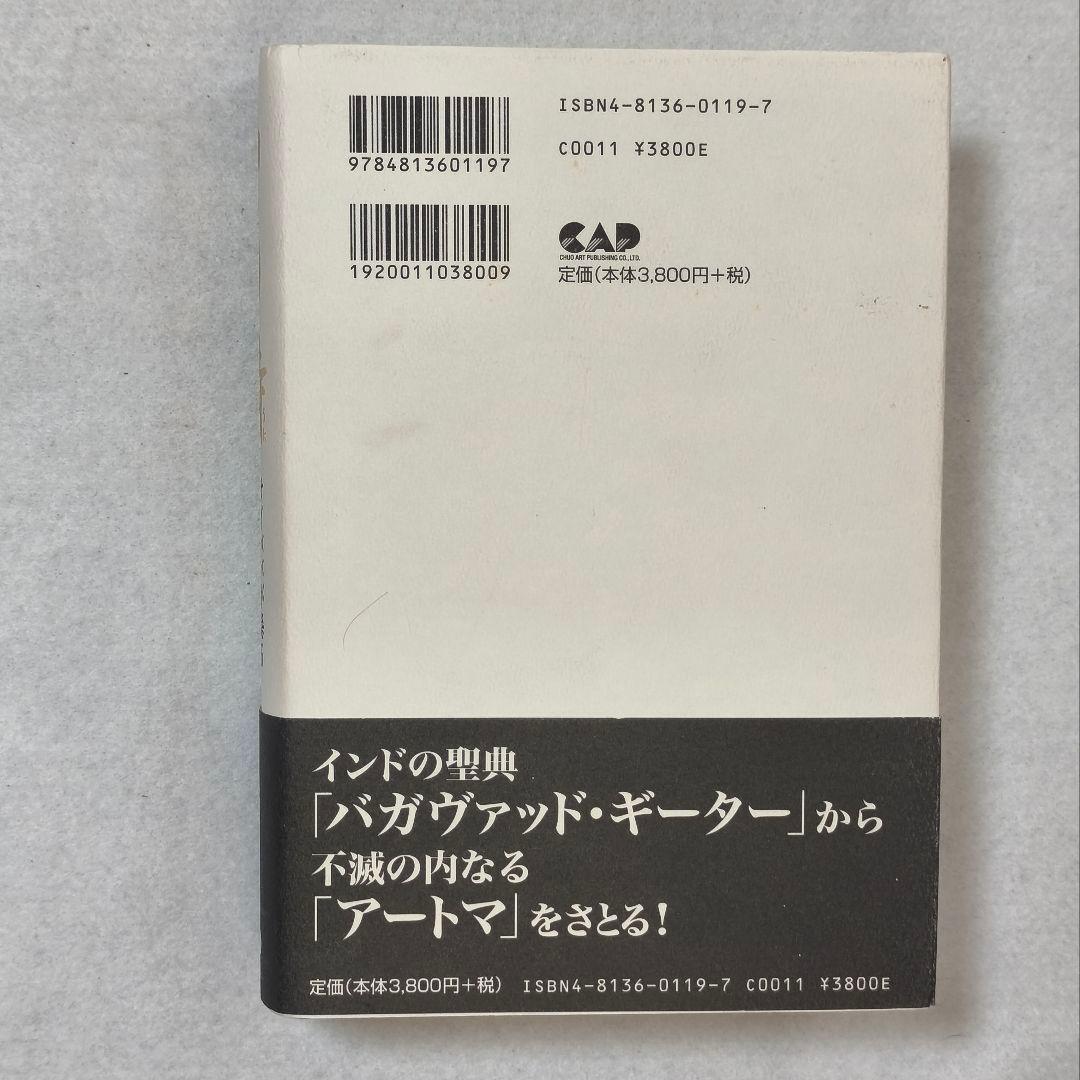 ISBN4-8136-0119-7
9784813601197
C0011 ¥3800E
1920011038009
CAP
CHUO ART PUBLISHING CO., LTD.
定価(本体3,800円+税)
インドの聖典
「バガヴァッド・ギーター」から
不滅の内なる
「アートマ」をさとる!
定価(本体3,800円+税) ISBN4-8136-0119-7 C0011 ¥3800E